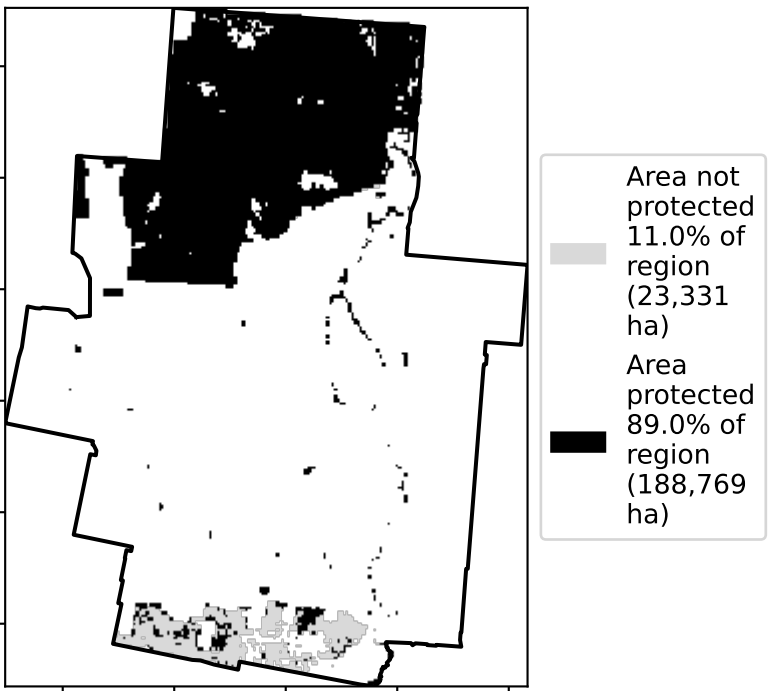 Area not
protected
11.0% of
region
(23,331
ha)
Area
protected
89.0% of
region
(188,769
ha)